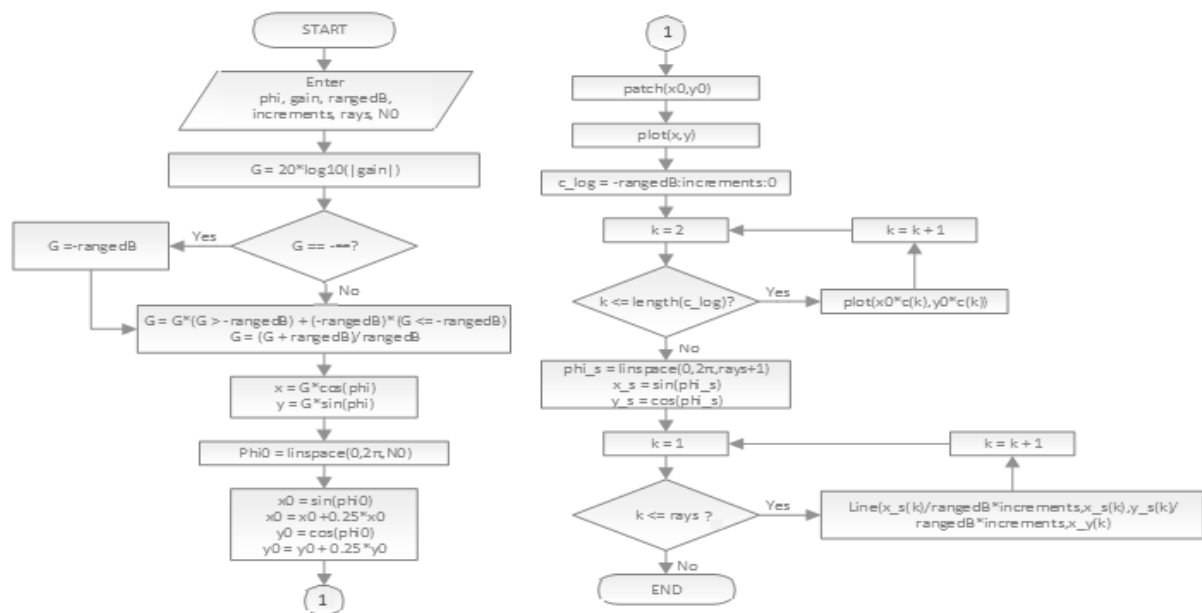 START
Enter
phi, gain, rangedB,
increments, rays, N0
G = 20*log10(|gain|)
G == -∞?
Yes
G =-rangedB
No
G = G*(G > -rangedB) + (-rangedB)*(G <= -rangedB)
G = (G + rangedB)/rangedB
x = G*cos(phi)
y = G*sin(phi)
Phi0 = linspace(0,2π,N0)
x0 = sin(phi0)
x0 = x0 +0.25*x0
y0 = cos(phi0)
y0 = y0 + 0.25*y0
1
1
patch(x0,y0)
plot(x,y)
c_log = -rangedB:increments:0
k = 2
k = k + 1
k <= length(c_log)?
Yes
plot(x0*c(k),y0*c(k))
No
phi_s = linspace(0,2π,rays+1)
x_s = sin(phi_s)
y_s = cos(phi_s)
k = 1
k = k + 1
k <= rays ?
Yes
Line(x_s(k)/rangedB*increments,x_s(k),y_s(k)/
rangedB*increments,x_y(k)
No
END